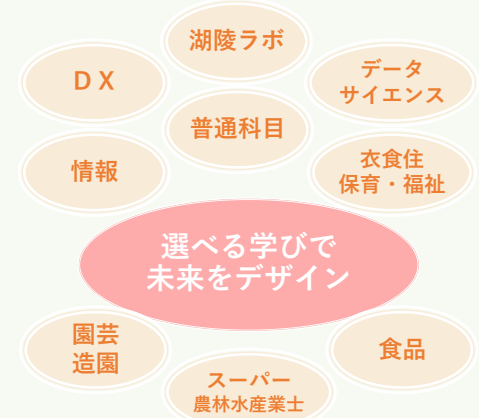 湖陵ラボ
DX
データ
サイエンス
普通科目
情報
衣食住
保育・福祉
選べる学びで
未来をデザイン
園芸
造園
食品
スーパー
農林水産業士